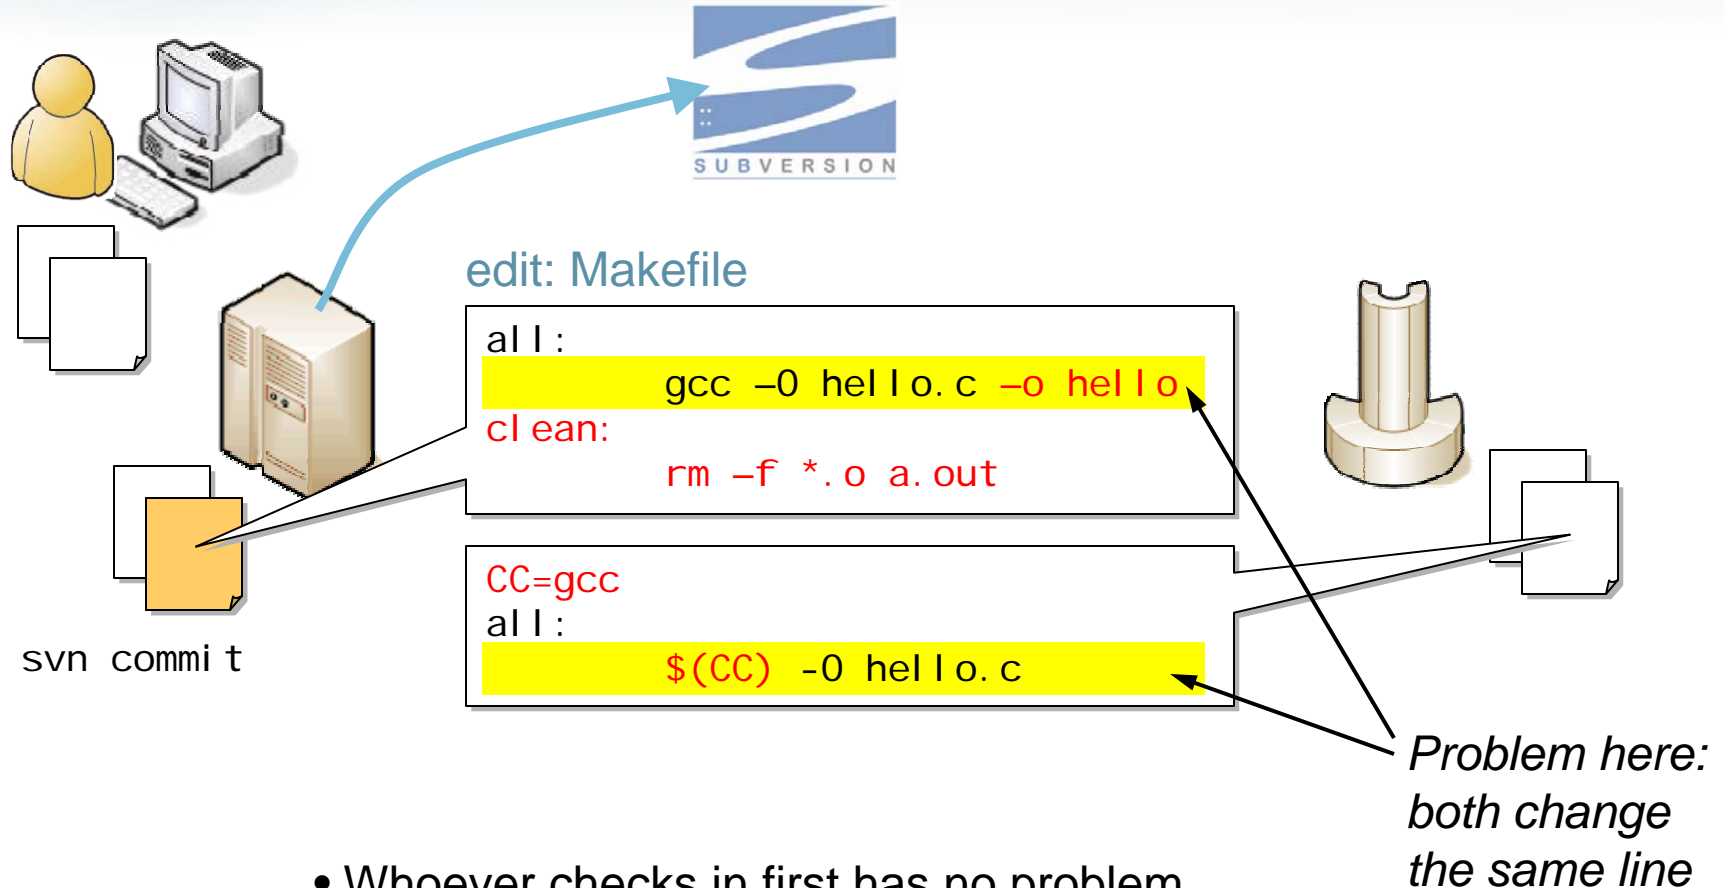 SUBVERSION
edit: Makefile
all:
gcc –O hello.c –o hello
clean:
rm –f *.o a.out
CC=gcc
all:
$(CC) -O hello.c
svn commit
Problem here:
both change
the same line
• Whoever checks in first has no problem